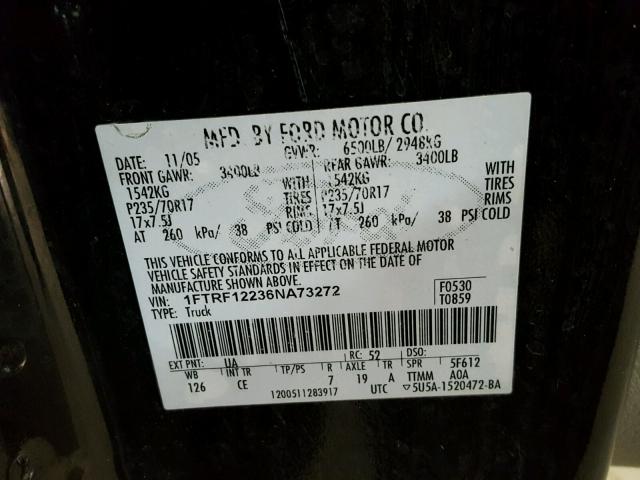 MFD. BY FORD MOTOR CO.
DATE: 11/05 GVWR: 6500LB/ 2948KG
FRONT GAWR: 3400LB REAR GAWR: 3400LB
1542KG WITH 1542KG WITH
P235/70R17 TIRES P235/70R17 TIRES
17x7.5J RIMS 17x7.5J RIMS
AT 260 kPa/ 38 PSI COLD AT 260 kPa/ 38 PSI COLD
THIS VEHICLE CONFORMS TO ALL APPLICABLE FEDERAL MOTOR
VEHICLE SAFETY STANDARDS IN EFFECT ON THE DATE OF
MANUFACTURE SHOWN ABOVE.
VIN: 1FTRF12236NA73272 F0530
TYPE: Truck T0859
EXT PNT: UA RC: 52 DSO:
WB INT TR TP/PS R AXLE TR SPR 5F612
126 CE 7 19 A TTMM A0A
1200511283917 UTC ▽5U5A-1520472-BA